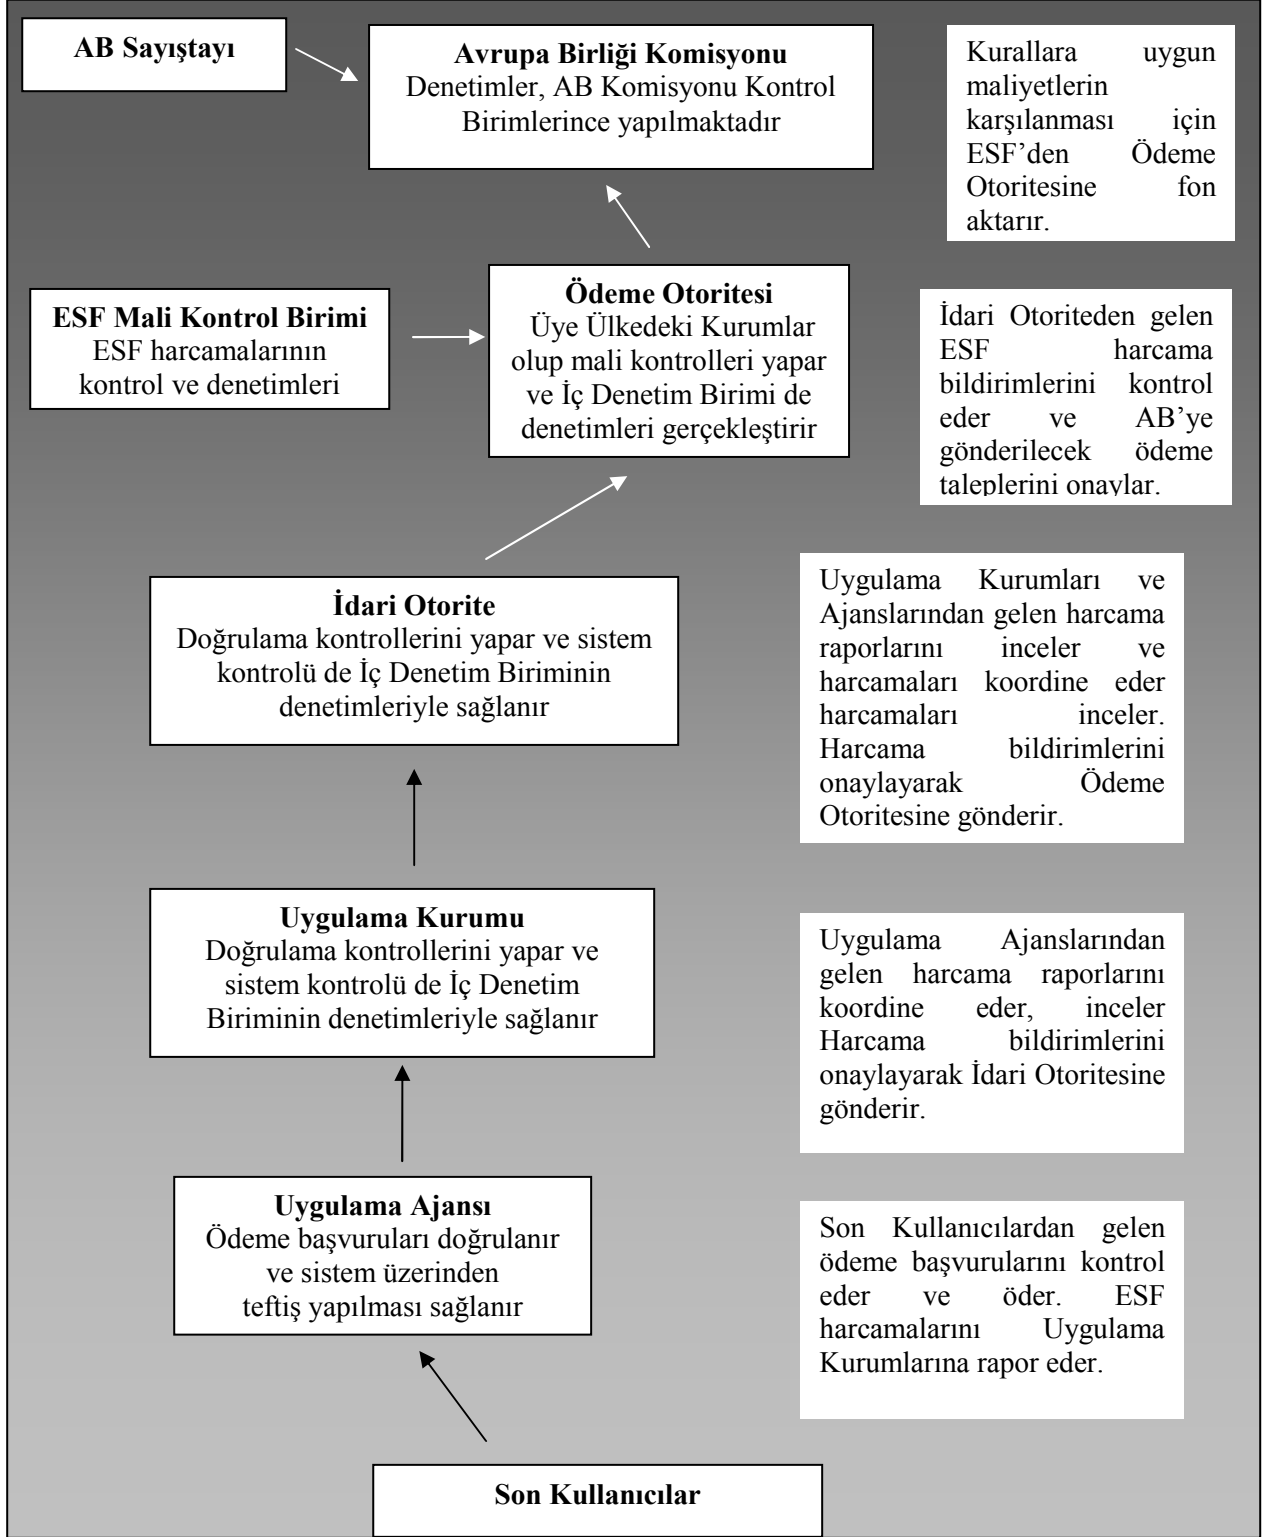 AB Sayıştayı
Avrupa Birliği Komisyonu
Denetimler, AB Komisyonu Kontrol
Birimlerince yapılmaktadır
Kurallara uygun
maliyetlerin
karşılanması için
ESF’den Ödeme
Otoritesine fon
aktarır.
ESF Mali Kontrol Birimi
ESF harcamalarının
kontrol ve denetimleri
Ödeme Otoritesi
Üye Ülkedeki Kurumlar
olup mali kontrolleri yapar
ve İç Denetim Birimi de
denetimleri gerçekleştirir
İdari Otoriteden gelen
ESF harcama
bildirimlerini kontrol
eder ve AB’ye
gönderilecek ödeme
taleplerini onaylar.
İdari Otorite
Doğrulama kontrollerini yapar ve sistem
kontrolü de İç Denetim Biriminin
denetimleriyle sağlanır
Uygulama Kurumları ve
Ajanslarından gelen harcama
raporlarını inceler ve
harcamaları koordine eder
harcamaları inceler.
Harcama bildirimlerini
onaylayarak Ödeme
Otoritesine gönderir.
Uygulama Kurumu
Doğrulama kontrollerini yapar ve
sistem kontrolü de İç Denetim
Biriminin denetimleriyle sağlanır
Uygulama Ajanslarından
gelen harcama raporlarını
koordine eder, inceler
Harcama bildirimlerini
onaylayarak İdari Otoritesine
gönderir.
Uygulama Ajansı
Ödeme başvuruları doğrulanır
ve sistem üzerinden
teftiş yapılması sağlanır
Son Kullanıcılardan gelen
ödeme başvurularını kontrol
eder ve öder. ESF
harcamalarını Uygulama
Kurumlarına rapor eder.
Son Kullanıcılar